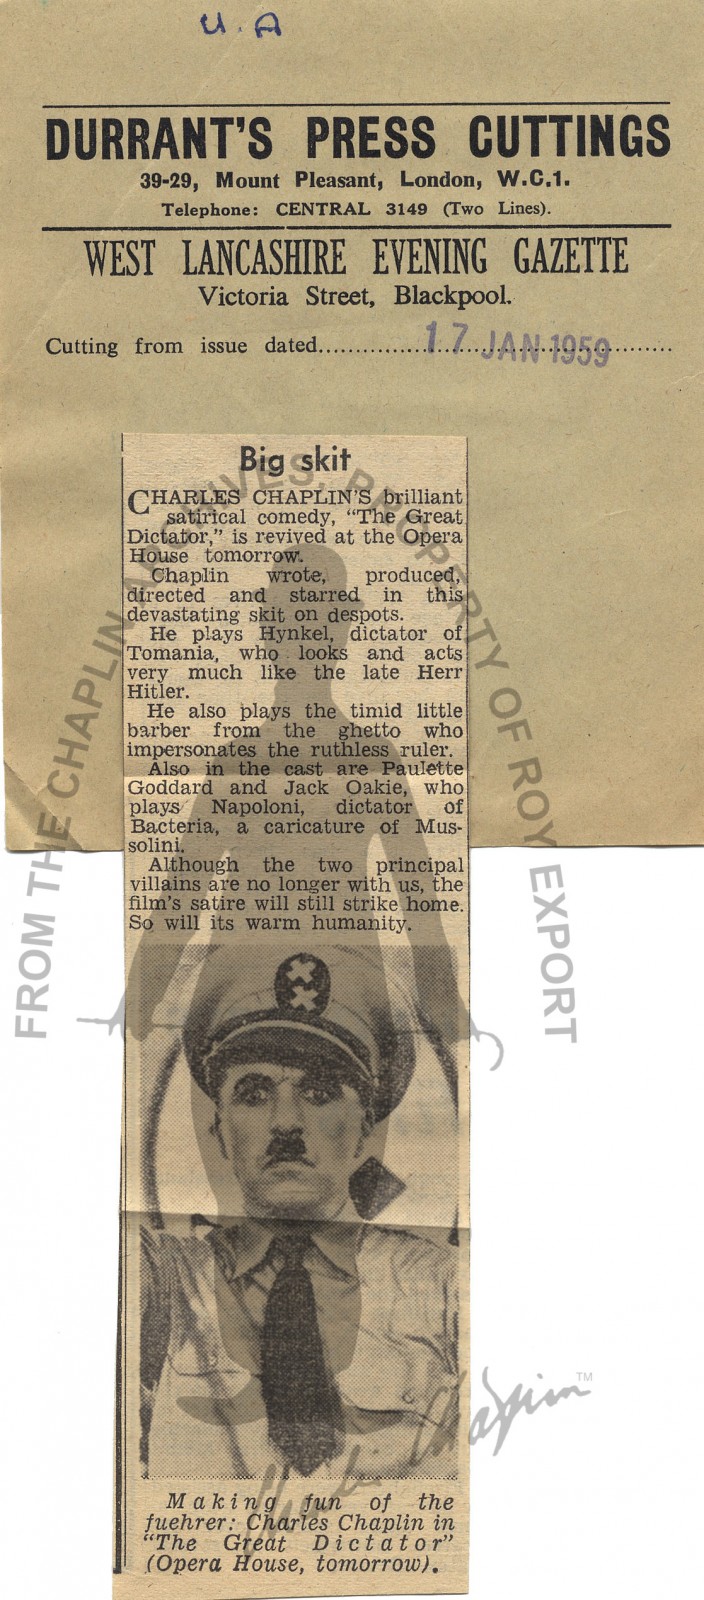 U.A
DURRANT'S PRESS CUTTINGS
39-29, Mount Pleasant, London, W.C.1.
Telephone: CENTRAL 3149 (Two Lines).
WEST LANCASHIRE EVENING GAZETTE
Victoria Street, Blackpool.
Cutting from issue dated 17 JAN 1959
Big skit
CHARLES CHAPLIN'S brilliant
satirical comedy, "The Great
Dictator," is revived at the Opera
House tomorrow.
Chaplin wrote, produced,
directed and starred in this
devastating skit on despots.
He plays Hynkel, dictator of
Tomania, who looks and acts
very much like the late Herr
Hitler.
He also plays the timid little
barber from the ghetto who
impersonates the ruthless ruler.
Also in the cast are Paulette
Goddard and Jack Oakie, who
plays Napoloni, dictator of
Bacteria, a caricature of Mus-
solini.
Although the two principal
villains are no longer with us, the
film's satire will still strike home.
So will its warm humanity.
Making fun of the
fuehrer: Charles Chaplin in
"The Great Dictator"
(Opera House, tomorrow).
FROM THE CHAPLIN ARCHIVES, PROPERTY OF ROY EXPORT
Charlie Chaplin TM